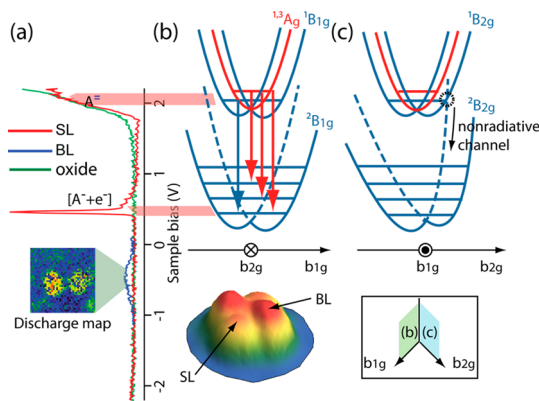 (a)
(b)
(c)
1,3Ag
1B1g
1B2g
A=
2
2B1g
2B2g
nonradiative
channel
SL
BL
oxide
1
[A-+e-]
Sample bias (V)
0
b2g
b1g
b1g
b2g
-1
BL
Discharge map
SL
(b)
(c)
b1g
b2g
-2